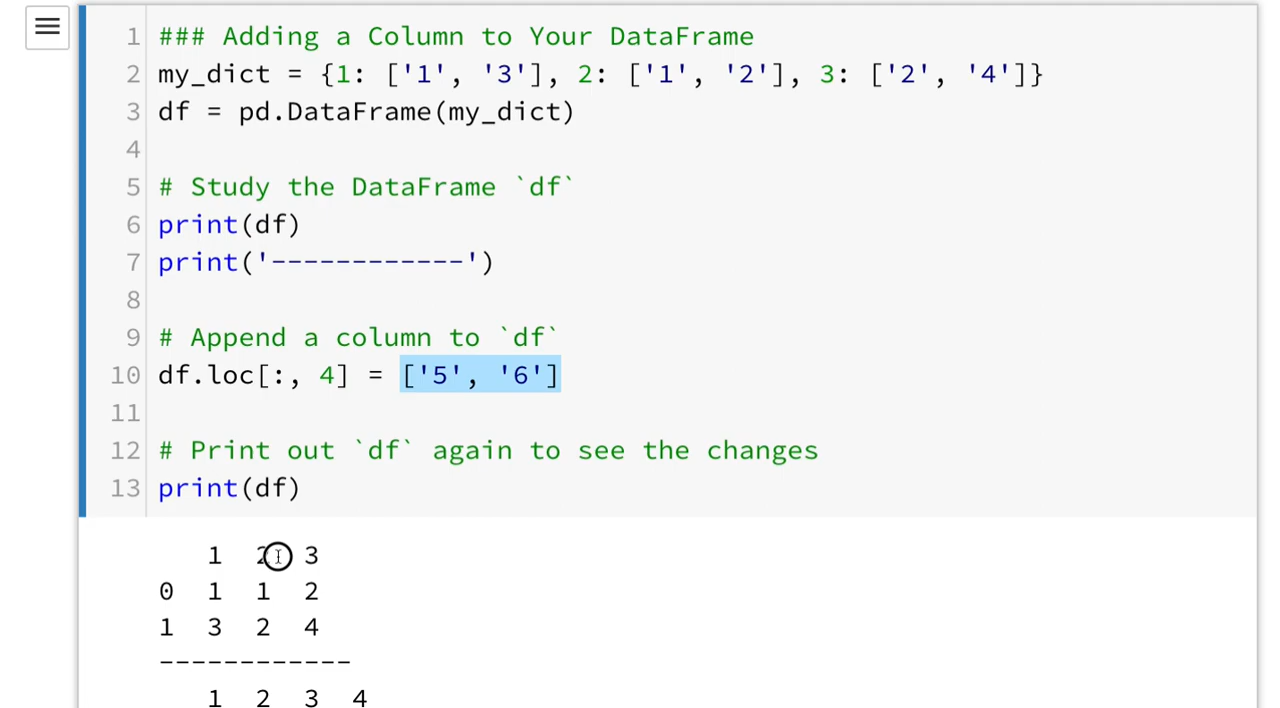 1 ### Adding a Column to Your DataFrame
2 my_dict = {1: ['1', '3'], 2: ['1', '2'], 3: ['2', '4']}
3 df = pd.DataFrame(my_dict)
4
5 # Study the DataFrame `df`
6 print(df)
7 print('------------')
8
9 # Append a column to `df`
10 df.loc[:, 4] = ['5', '6']
11
12 # Print out `df` again to see the changes
13 print(df)
1 2 3
0 1 1 2
1 3 2 4
------------
1 2 3 4